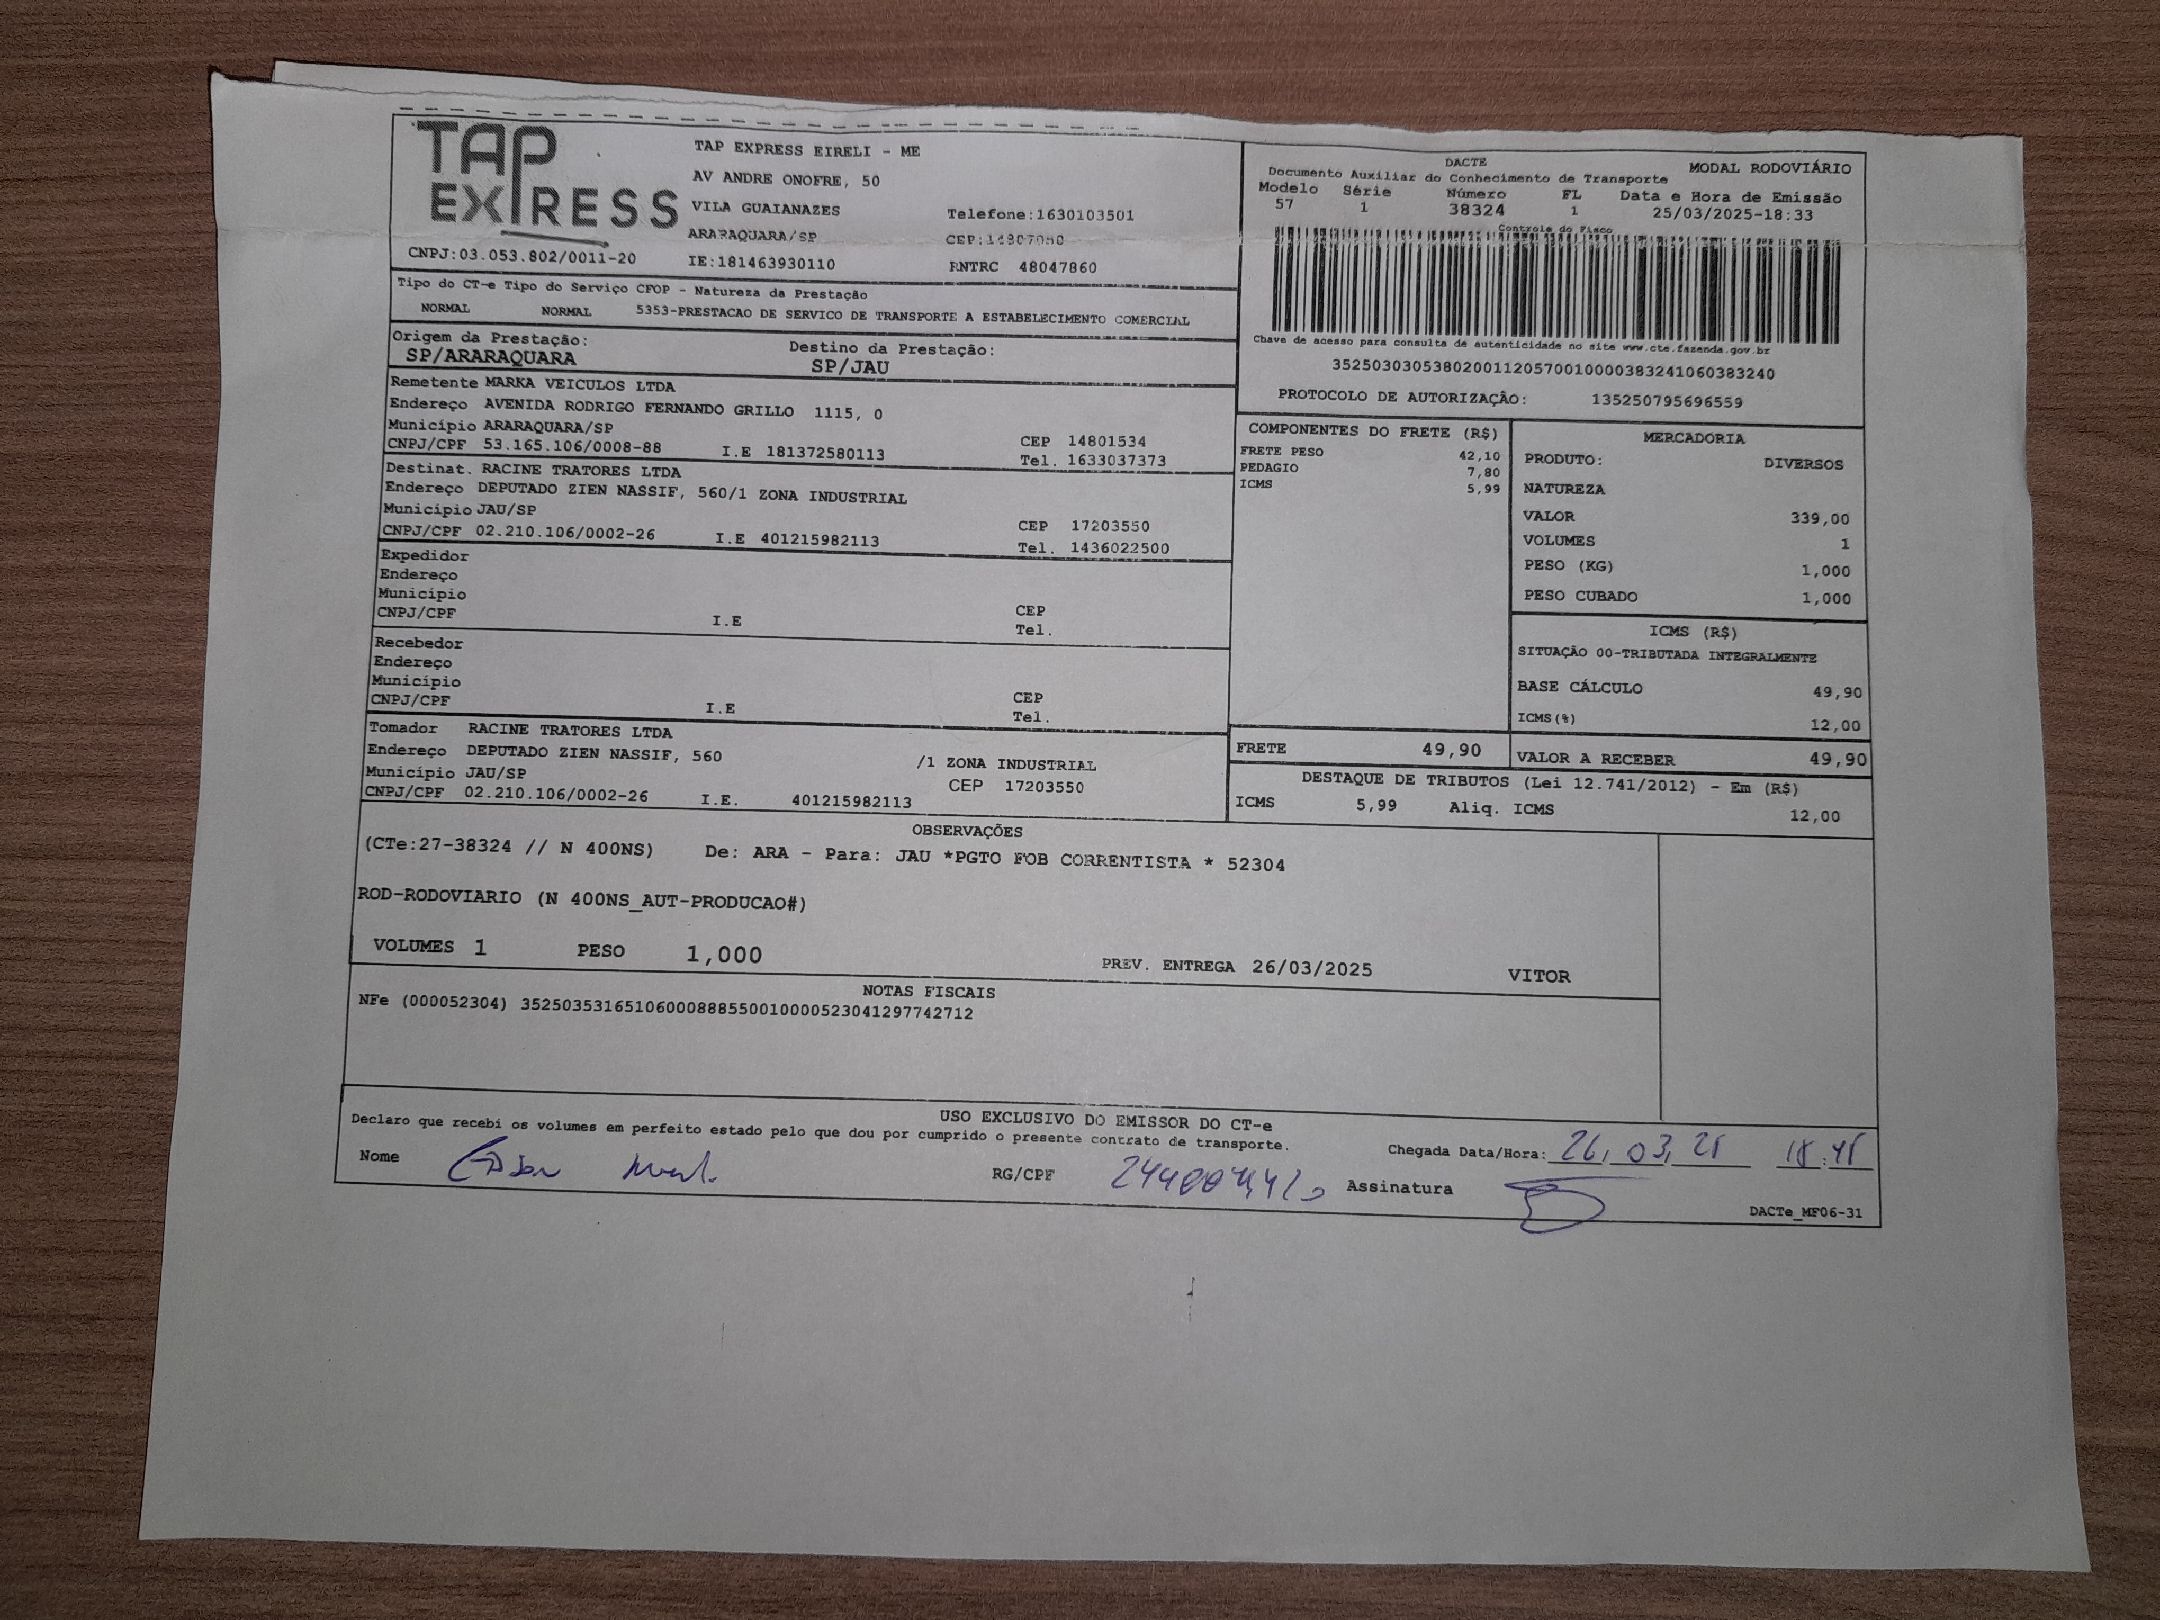 TAP
EXPRESS
CNPJ:03.053.802/0011-20
TAP EXPRESS EIRELI - ME
AV ANDRE ONOFRE, 50
VILA GUAIANAZES
Telefone:1630103501
ARARAQUARA/SP
CEP:14807050
IE:181463930110
RNTRC 48047860
DACTE
MODAL RODOVIÁRIO
Documento Auxiliar do Conhecimento de Transporte
Modelo Série Número FL Data e Hora de Emissão
57 1 38324 1 25/03/2025-18:33
Controle do Fisco
Chave de acesso para consulta de autenticidade no site www.cte.fazenda.gov.br
35250303053802001120570010000383241060383240
PROTOCOLO DE AUTORIZAÇÃO: 135250795696559
Tipo do CT-e Tipo do Serviço CFOP - Natureza da Prestação
NORMAL NORMAL 5353-PRESTACAO DE SERVICO DE TRANSPORTE A ESTABELECIMENTO COMERCIAL
Origem da Prestação: Destino da Prestação:
SP/ARARAQUARA SP/JAU
Remetente MARKA VEICULOS LTDA
Endereço AVENIDA RODRIGO FERNANDO GRILLO 1115, 0
Município ARARAQUARA/SP
CEP 14801534
CNPJ/CPF 53.165.106/0008-88 I.E 181372580113
Tel. 1633037373
Destinat. RACINE TRATORES LTDA
Endereço DEPUTADO ZIEN NASSIF, 560/1 ZONA INDUSTRIAL
Município JAU/SP
CEP 17203550
CNPJ/CPF 02.210.106/0002-26 I.E 401215982113
Tel. 1436022500
Expedidor
Endereço
Município
CEP
CNPJ/CPF I.E
Tel.
Recebedor
Endereço
Município
CEP
CNPJ/CPF I.E
Tel.
Tomador RACINE TRATORES LTDA
Endereço DEPUTADO ZIEN NASSIF, 560 /1 ZONA INDUSTRIAL
Município JAU/SP
CEP 17203550
CNPJ/CPF 02.210.106/0002-26 I.E. 401215982113
COMPONENTES DO FRETE (R$)
FRETE PESO 42,10
PEDAGIO 7,80
ICMS 5,99
MERCADORIA
PRODUTO: DIVERSOS
NATUREZA
VALOR 339,00
VOLUMES 1
PESO (KG) 1,000
PESO CUBADO 1,000
ICMS (R$)
SITUAÇÃO 00-TRIBUTADA INTEGRALMENTE
BASE CÁLCULO 49,90
ICMS(%) 12,00
FRETE 49,90 VALOR A RECEBER 49,90
DESTAQUE DE TRIBUTOS (Lei 12.741/2012) - Em (R$)
ICMS 5,99 Aliq. ICMS 12,00
OBSERVAÇÕES
(CTe:27-38324 // N 400NS) De: ARA - Para: JAU *PGTO FOB CORRENTISTA * 52304
ROD-RODOVIARIO (N 400NS_AUT-PRODUCAO#)
VOLUMES 1 PESO 1,000 PREV. ENTREGA 26/03/2025 VITOR
NOTAS FISCAIS
NFe (000052304) 35250353165106000888550010000523041297742712
USO EXCLUSIVO DO EMISSOR DO CT-e
Declaro que recebi os volumes em perfeito estado pelo que dou por cumprido o presente contrato de transporte.
Chegada Data/Hora: 26.03.25 18:45
Nome RG/CPF Assinatura
DACTe_MF06-31